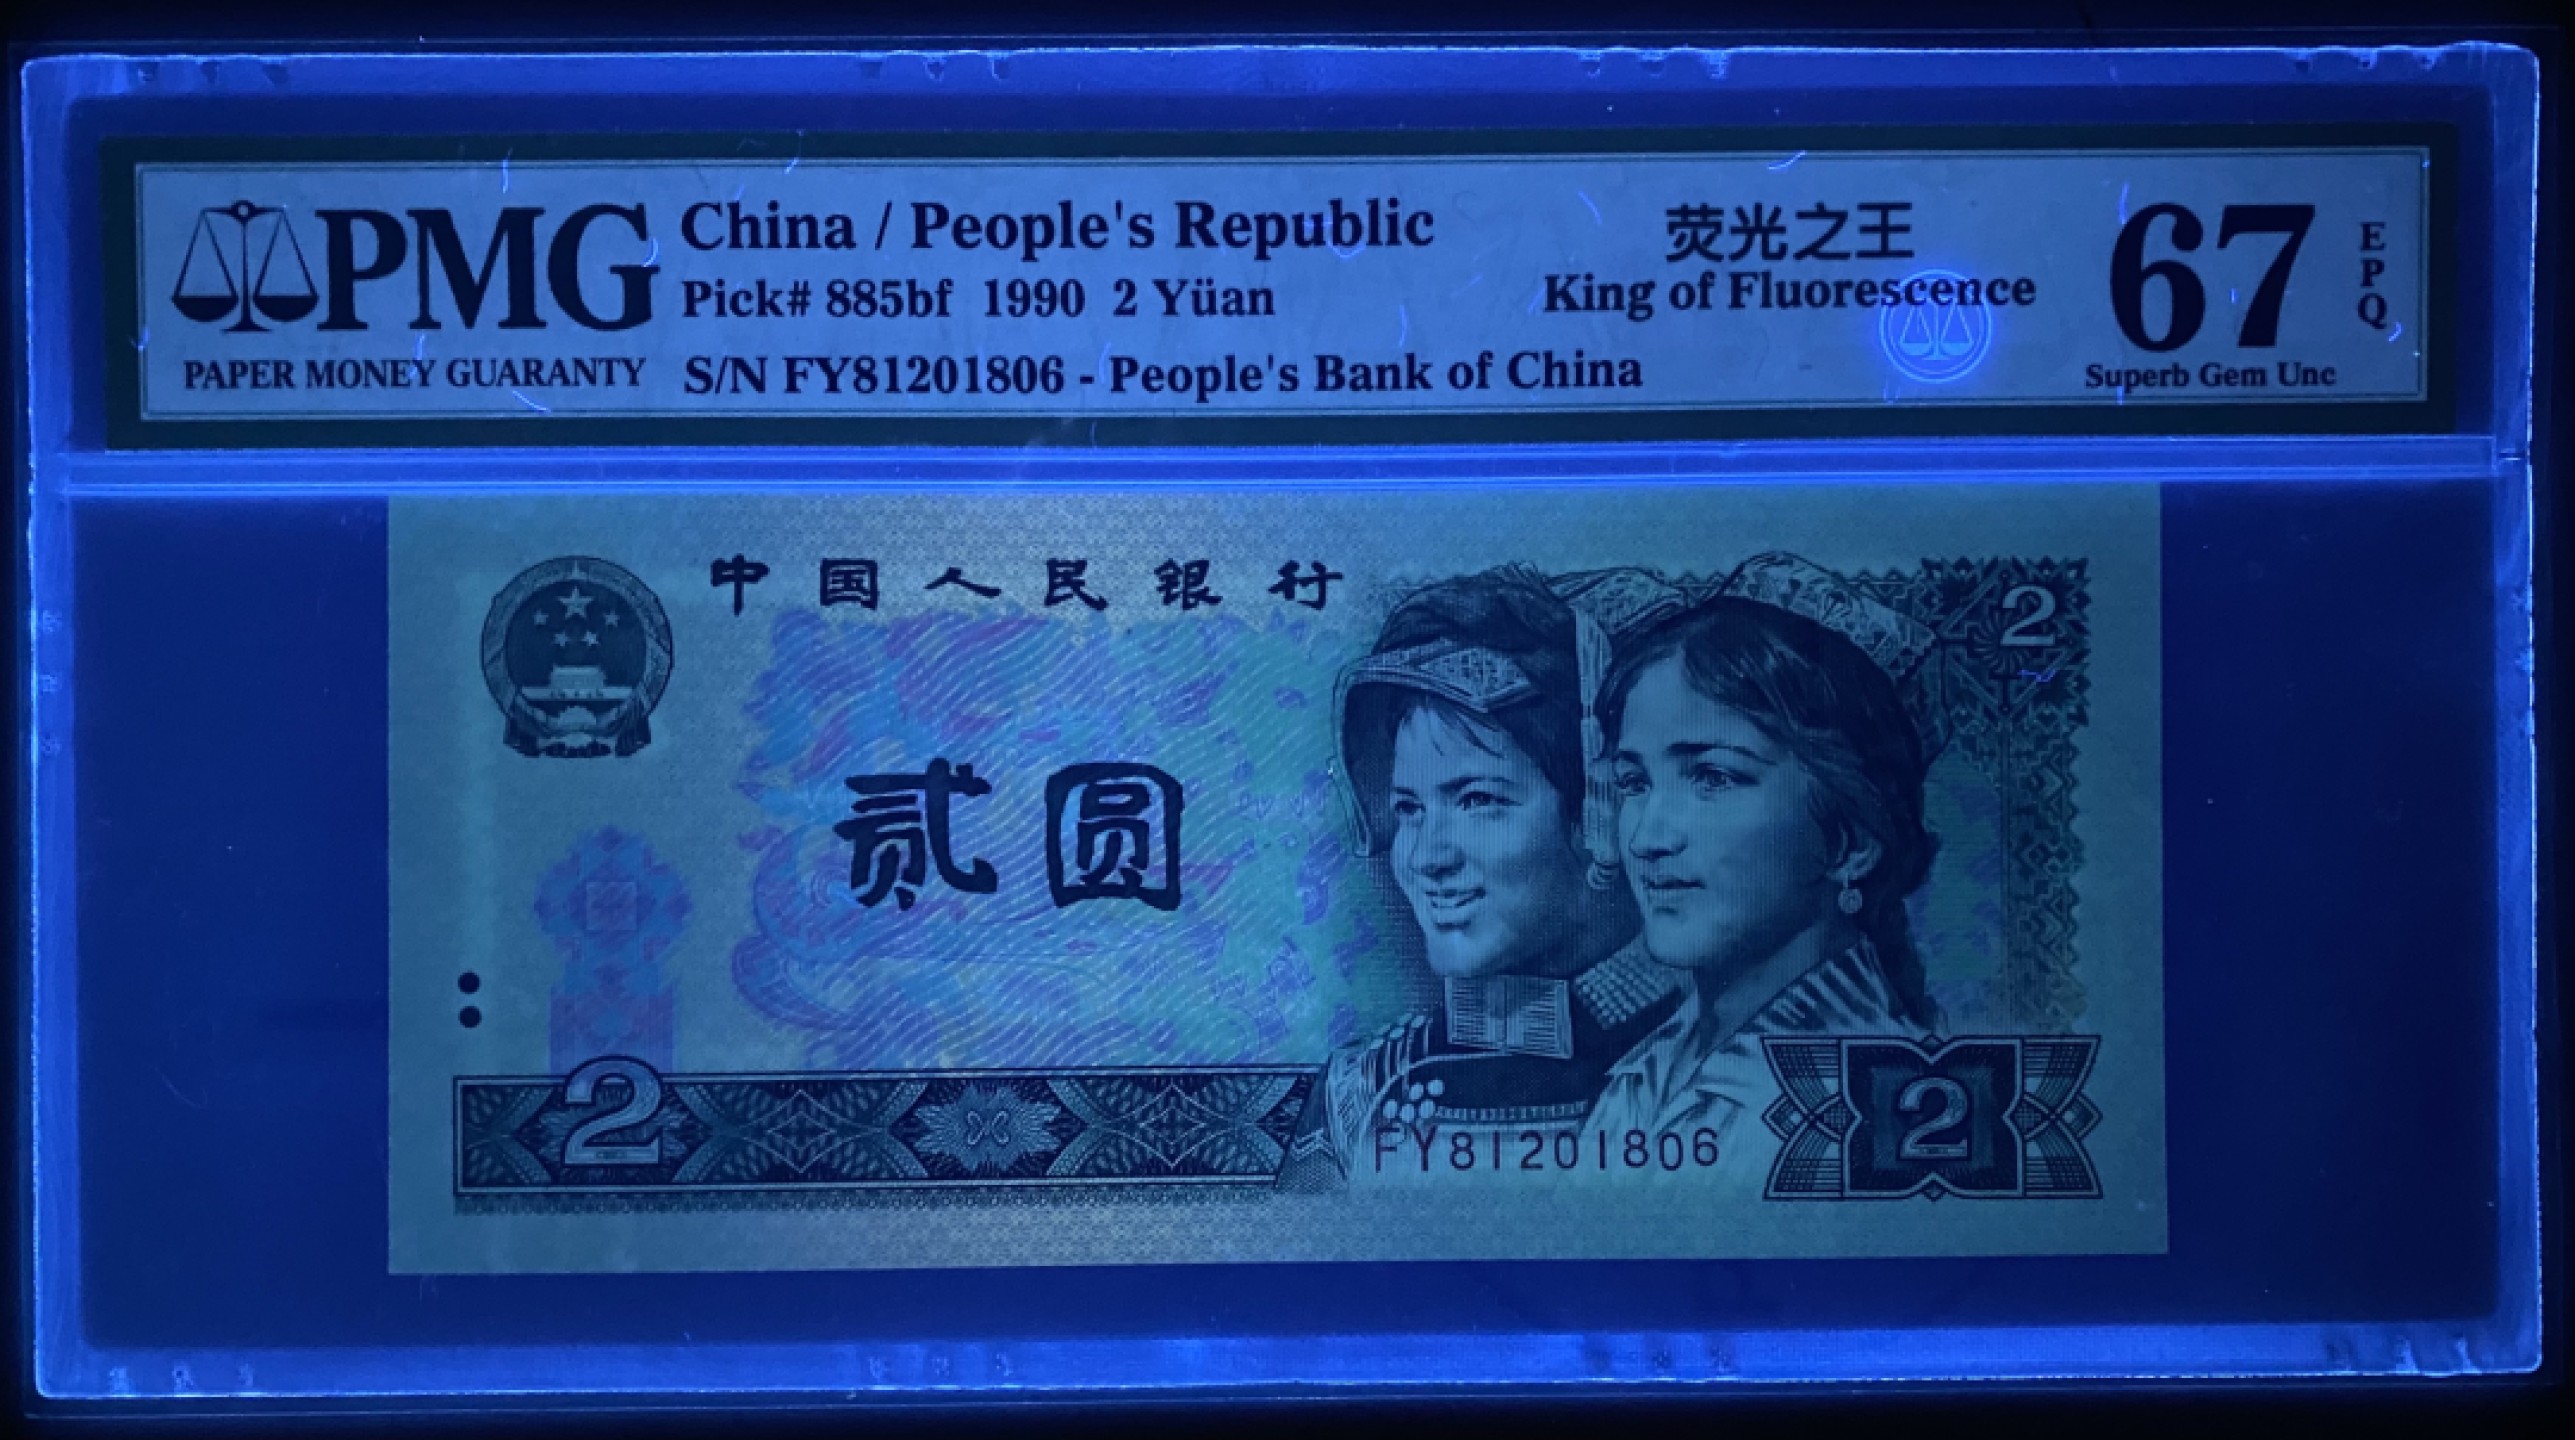 PMG
PAPER MONEY GUARANTY
China / People's Republic
Pick# 885bf 1990 2 Yüan
S/N FY81201806 - People's Bank of China
荧光之王
King of Fluorescence
67
EPQ
Superb Gem Unc
中国人民银行
2
贰圆
2
FY81201806
2